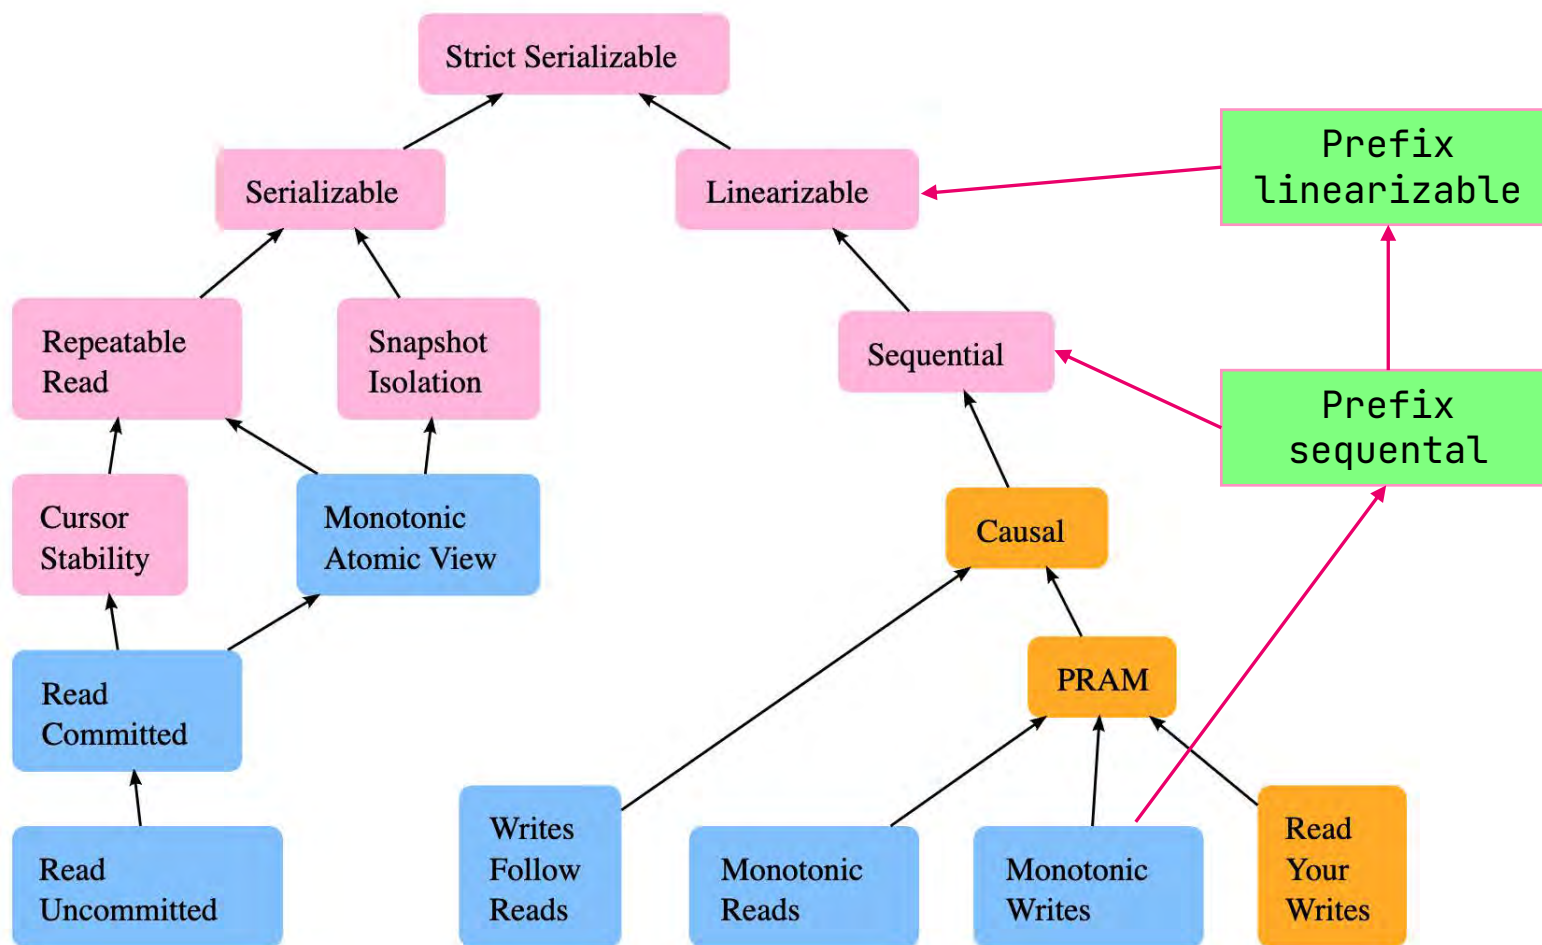 Strict Serializable
Prefix
linearizable
Serializable
Linearizable
Repeatable
Read
Snapshot
Isolation
Sequential
Prefix
sequental
Cursor
Stability
Monotonic
Atomic View
Causal
Read
Committed
PRAM
Writes
Follow
Reads
Monotonic
Reads
Monotonic
Writes
Read
Your
Writes
Read
Uncommitted